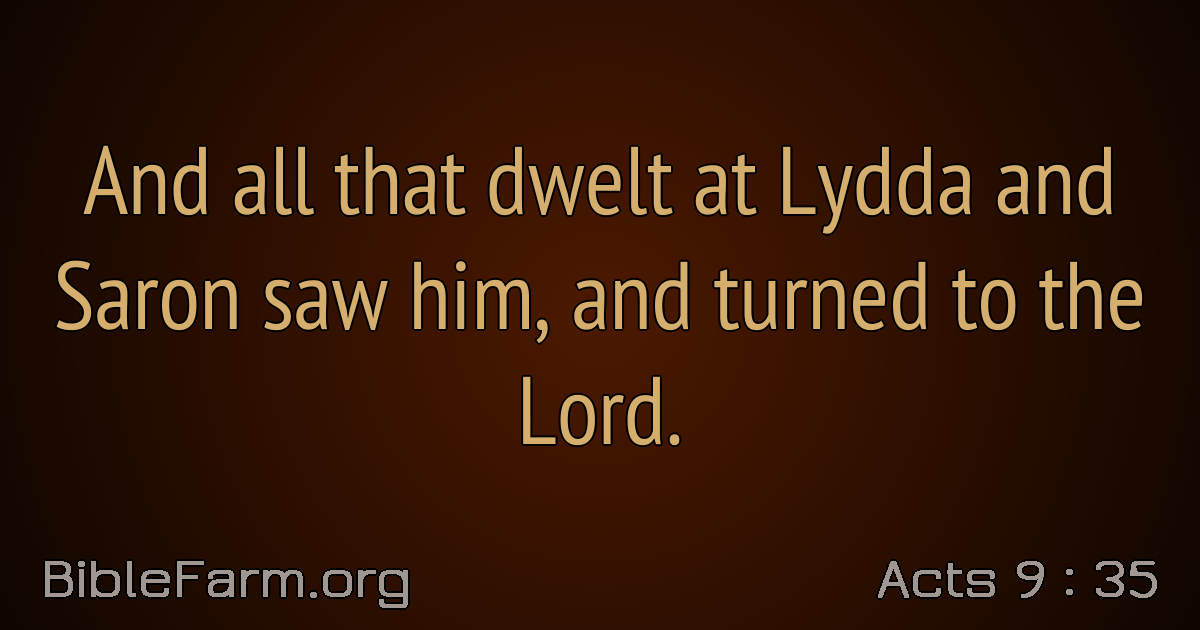 And all that dwelt at Lydda and
Saron saw him, and turned to the
Lord.
BibleFarm.org
Acts 9 : 35